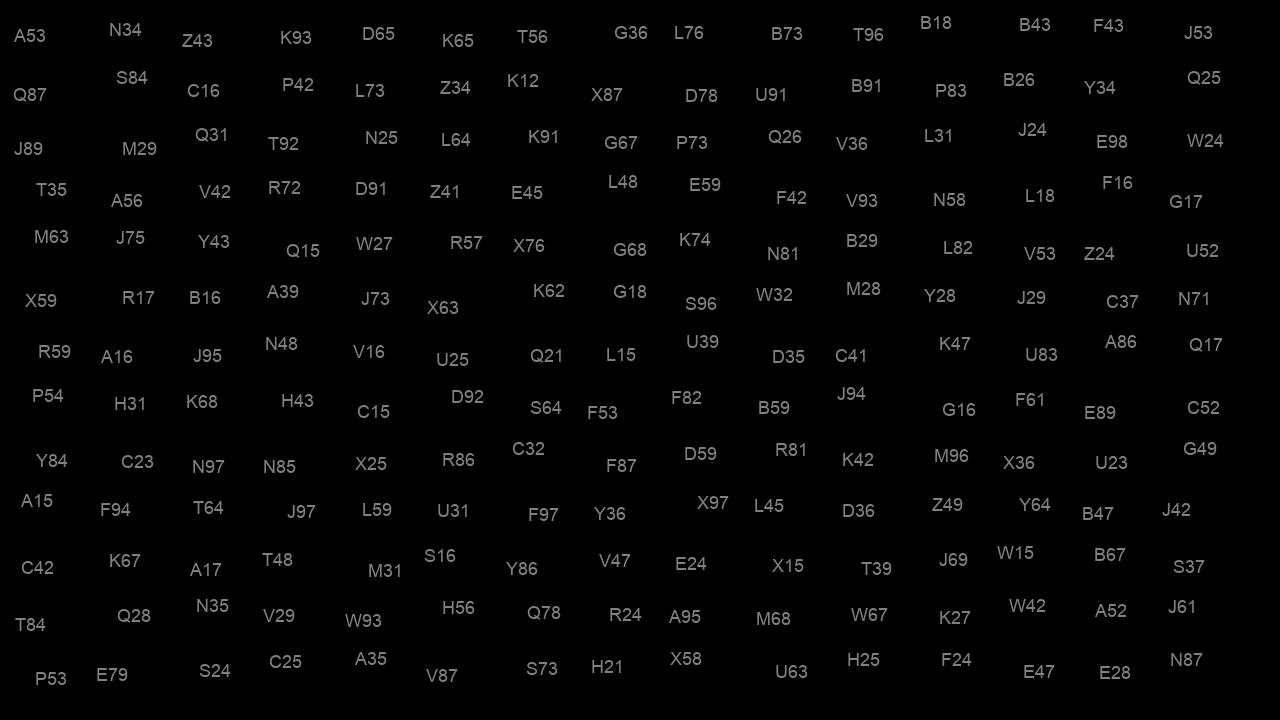 A53 N34 Z43 K93 D65 K65 T56 G36 L76 B73 T96 B18 B43 F43 J53
Q87 S84 C16 P42 L73 Z34 K12 X87 D78 U91 B91 P83 B26 Y34 Q25
J89 M29 Q31 T92 N25 L64 K91 G67 P73 Q26 V36 L31 J24 E98 W24
T35 A56 V42 R72 D91 Z41 E45 L48 E59 F42 V93 N58 L18 F16 G17
M63 J75 Y43 Q15 W27 R57 X76 G68 K74 N81 B29 L82 V53 Z24 U52
X59 R17 B16 A39 J73 X63 K62 G18 S96 W32 M28 Y28 J29 C37 N71
R59 A16 J95 N48 V16 U25 Q21 L15 U39 D35 C41 K47 U83 A86 Q17
P54 H31 K68 H43 C15 D92 S64 F53 F82 B59 J94 G16 F61 E89 C52
Y84 C23 N97 N85 X25 R86 C32 F87 D59 R81 K42 M96 X36 U23 G49
A15 F94 T64 J97 L59 U31 F97 Y36 X97 L45 D36 Z49 Y64 B47 J42
C42 K67 A17 T48 M31 S16 Y86 V47 E24 X15 T39 J69 W15 B67 S37
T84 Q28 N35 V29 W93 H56 Q78 R24 A95 M68 W67 K27 W42 A52 J61
P53 E79 S24 C25 A35 V87 S73 H21 X58 U63 H25 F24 E47 E28 N87